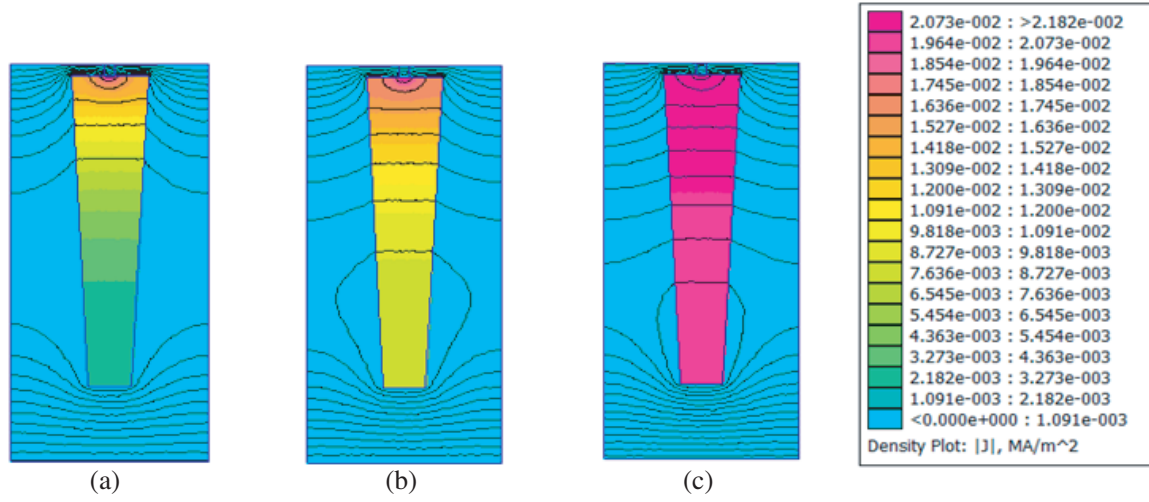 2.073e-002 : >2.182e-002
1.964e-002 : 2.073e-002
1.854e-002 : 1.964e-002
1.745e-002 : 1.854e-002
1.636e-002 : 1.745e-002
1.527e-002 : 1.636e-002
1.418e-002 : 1.527e-002
1.309e-002 : 1.418e-002
1.200e-002 : 1.309e-002
1.091e-002 : 1.200e-002
9.818e-003 : 1.091e-002
8.727e-003 : 9.818e-003
7.636e-003 : 8.727e-003
6.545e-003 : 7.636e-003
5.454e-003 : 6.545e-003
4.363e-003 : 5.454e-003
3.273e-003 : 4.363e-003
2.182e-003 : 3.273e-003
1.091e-003 : 2.182e-003
<0.000e+000 : 1.091e-003
Density Plot: |J|, MA/m^2
(a) (b) (c)